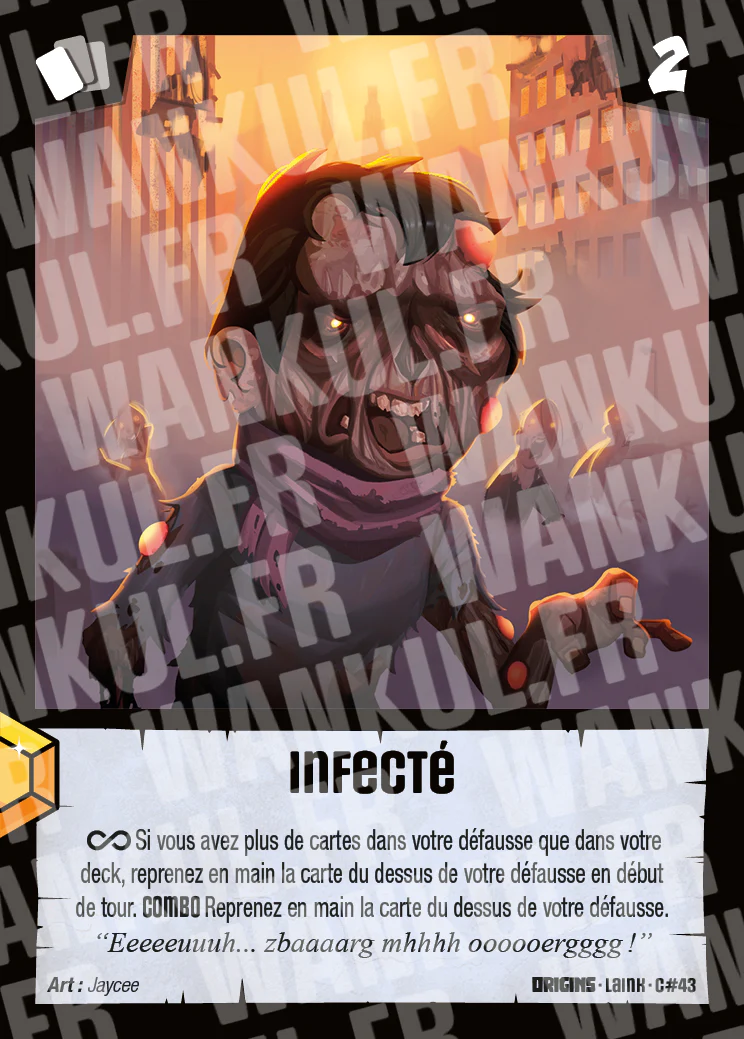 2
INFECTÉ
∞ Si vous avez plus de cartes dans votre défausse que dans votre
deck, reprenez en main la carte du dessus de votre défausse en début
de tour. COMBO Reprenez en main la carte du dessus de votre défausse.
“Eeeeeuuuh... zbaaaarg mhhhh oooooergggg !”
Art : Jaycee
ORIGINS · LAINK · C#43
WANKUL.FR